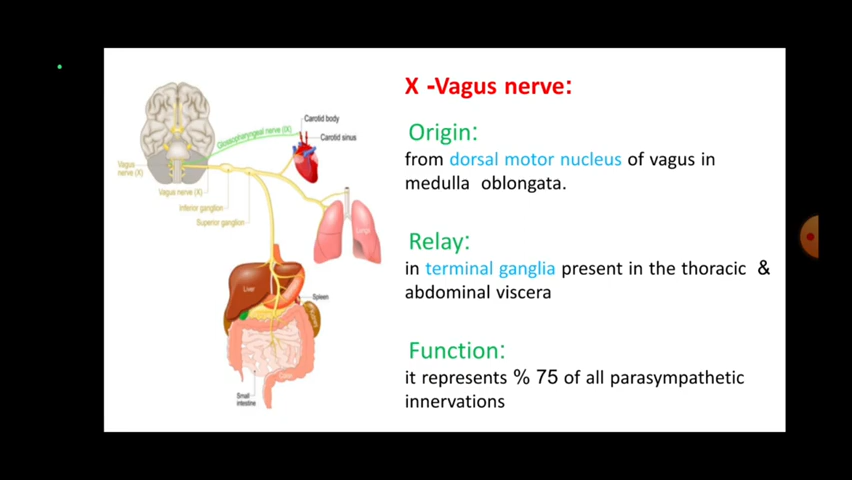 X -Vagus nerve:
Origin:
from dorsal motor nucleus of vagus in
medulla oblongata.
Relay:
in terminal ganglia present in the thoracic &
abdominal viscera
Function:
it represents % 75 of all parasympathetic
innervations
Carotid body
Carotid sinus
Glossopharyngeal nerve (IX)
Vagus
nerve (X)
Vagus nerve (X)
Inferior ganglion
Superior ganglion
Lungs
Liver
Spleen
Colon
Small
intestine